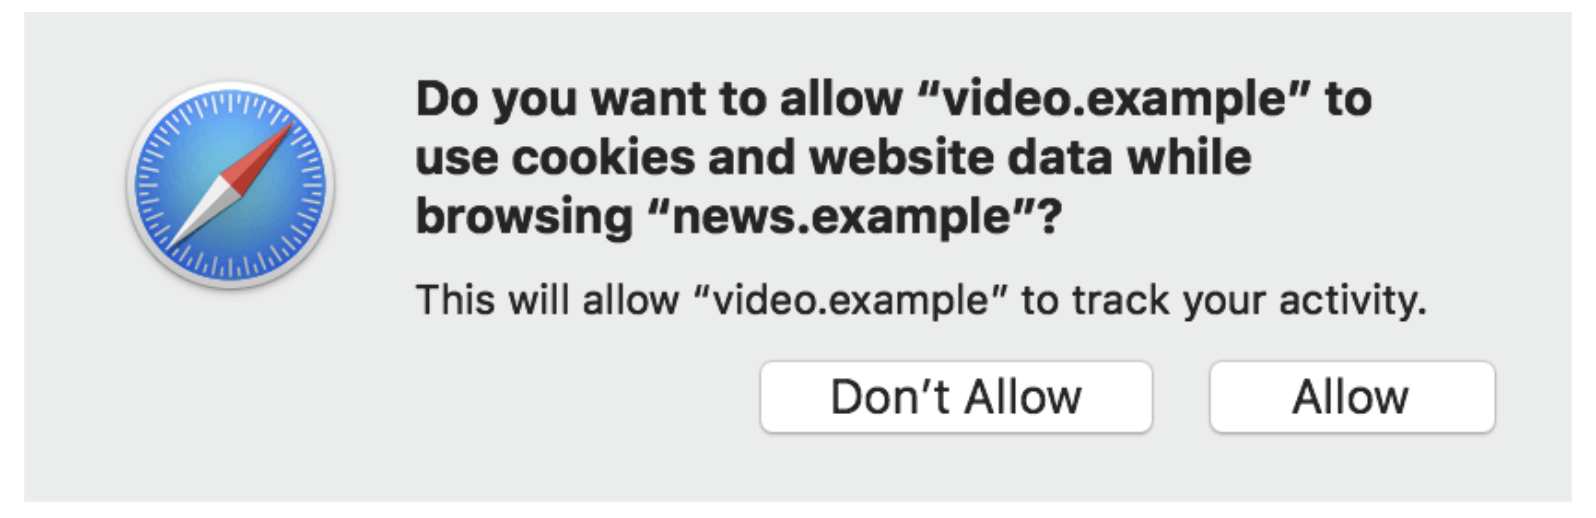 Do you want to allow “video.example” to
use cookies and website data while
browsing “news.example”?
This will allow “video.example” to track your activity.
Don’t Allow
Allow